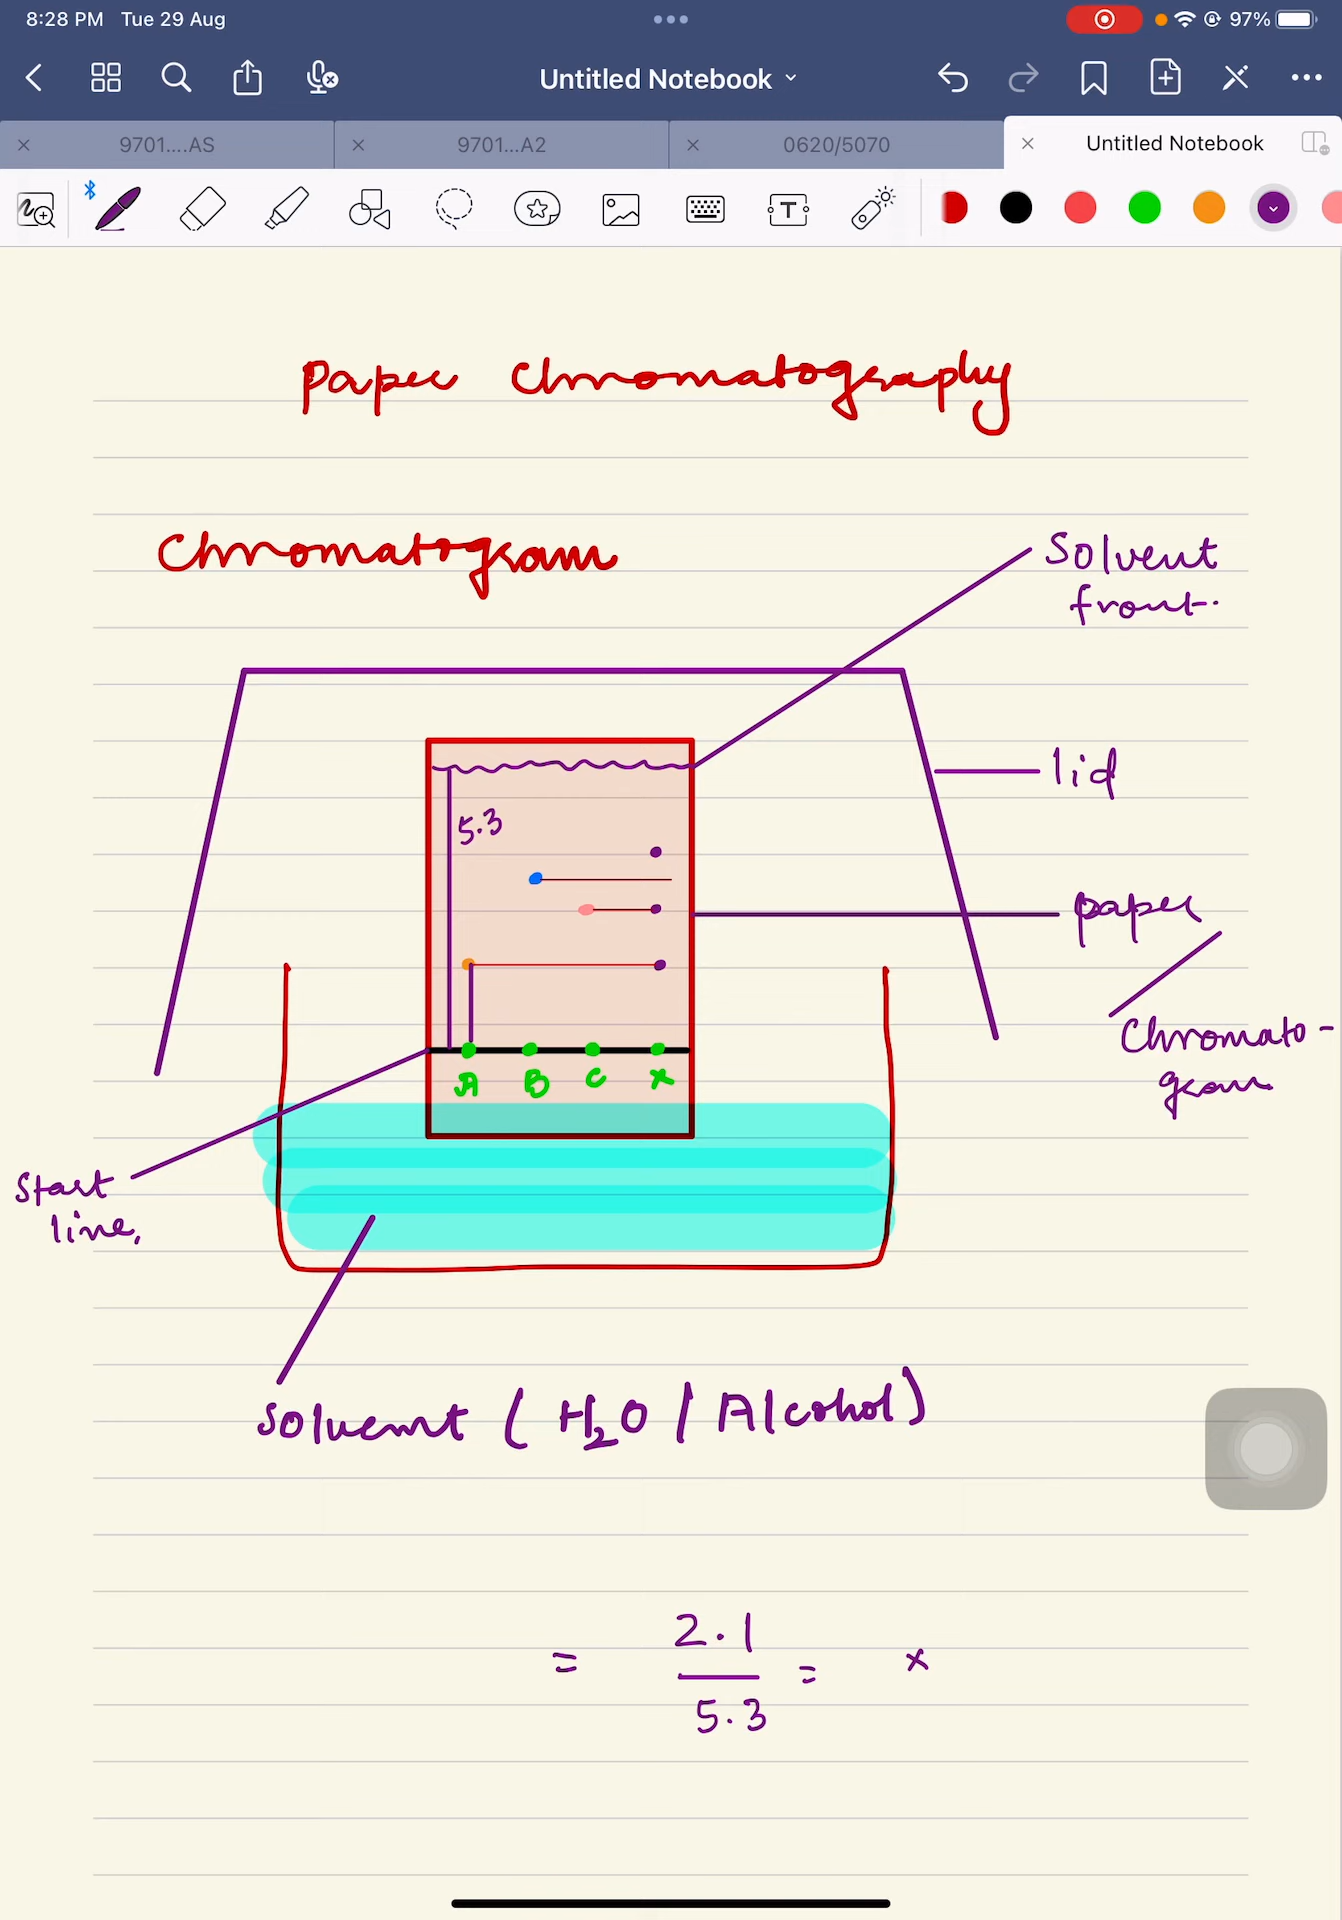 8:28 PM Tue 29 Aug
97%
Untitled Notebook
9701....AS
9701...A2
0620/5070
Untitled Notebook
T
Paper Chromatography
Chromatogram
Solvent
front.
lid
5.3
paper
Chromato-
gram
A B C x
Start
line,
Solvemt ( H₂O / Alcohol )
= 2.1 / 5.3 = x